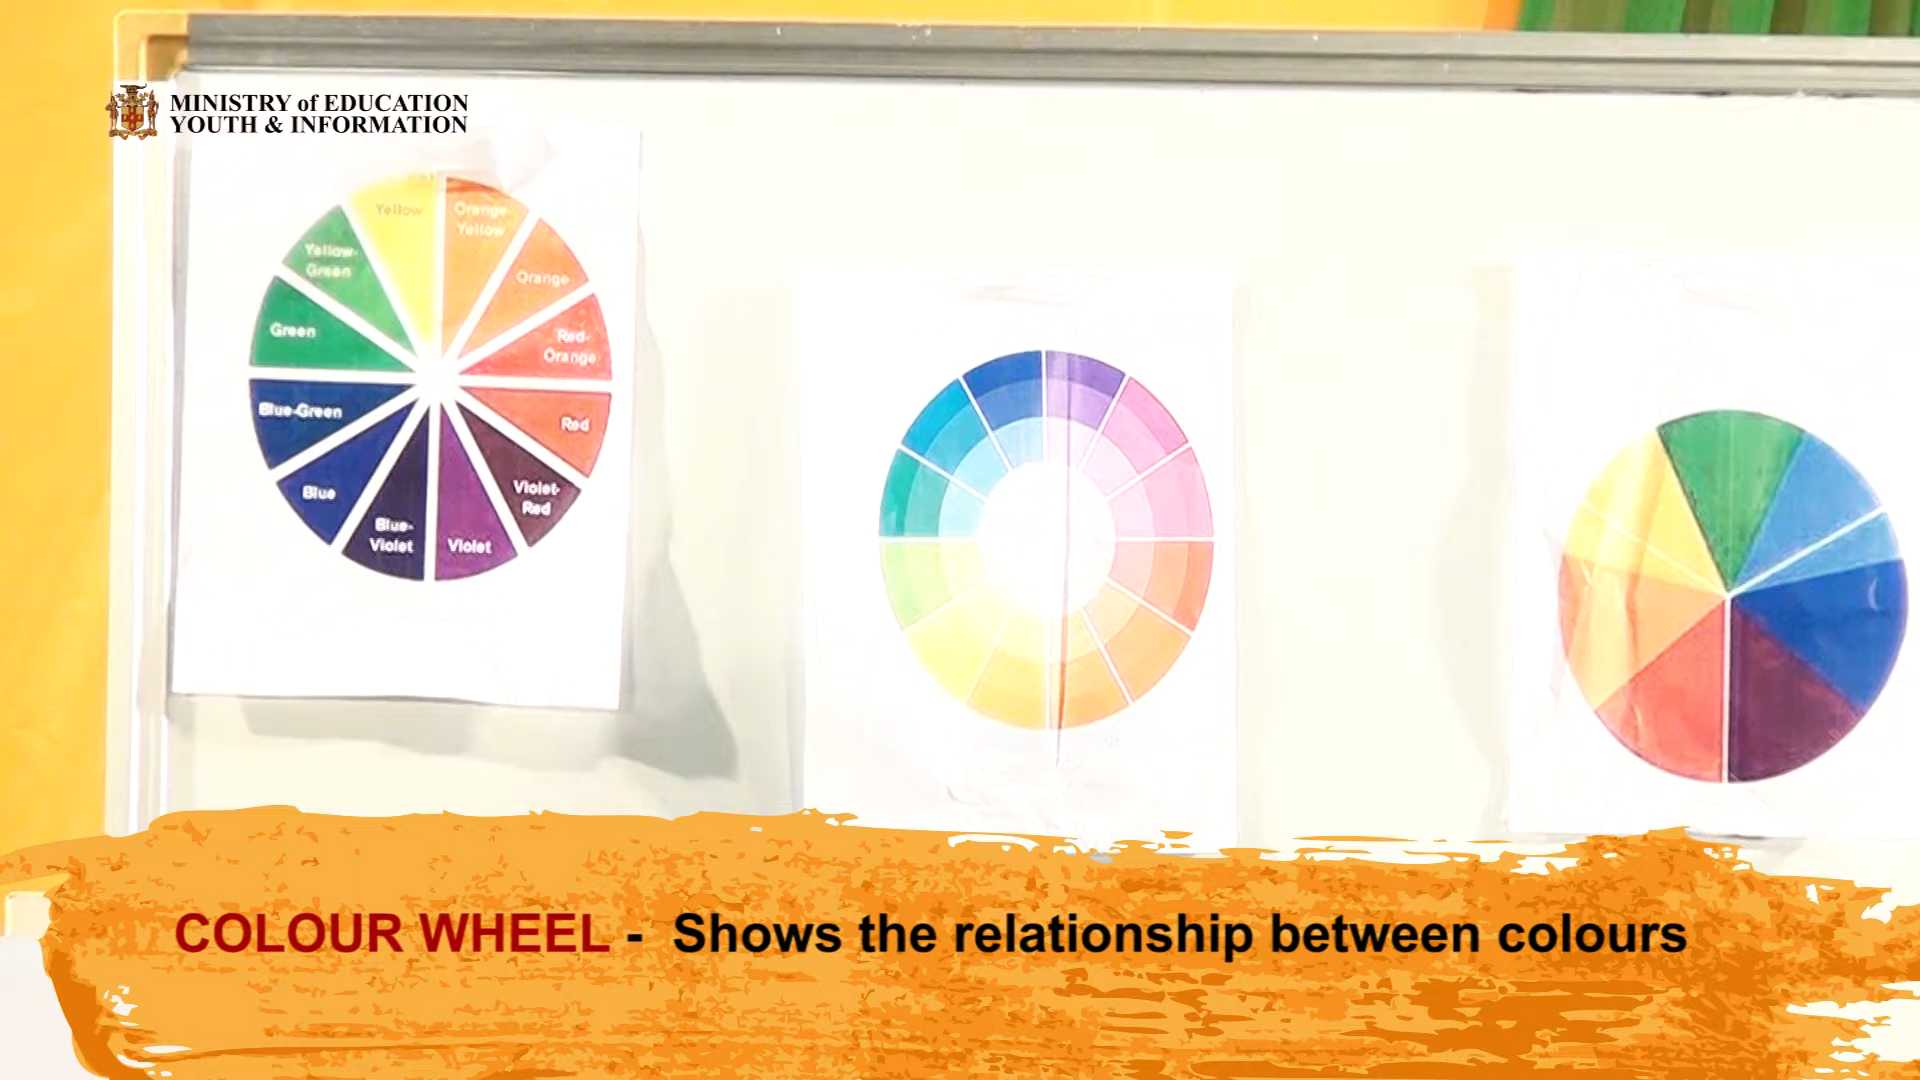 MINISTRY of EDUCATION
YOUTH & INFORMATION
Yellow
Orange-
Yellow
Orange
Red-
Orange
Red
Violet-
Red
Violet
Blue-
Violet
Blue
Blue-Green
Green
Yellow-
Green
COLOUR WHEEL - Shows the relationship between colours